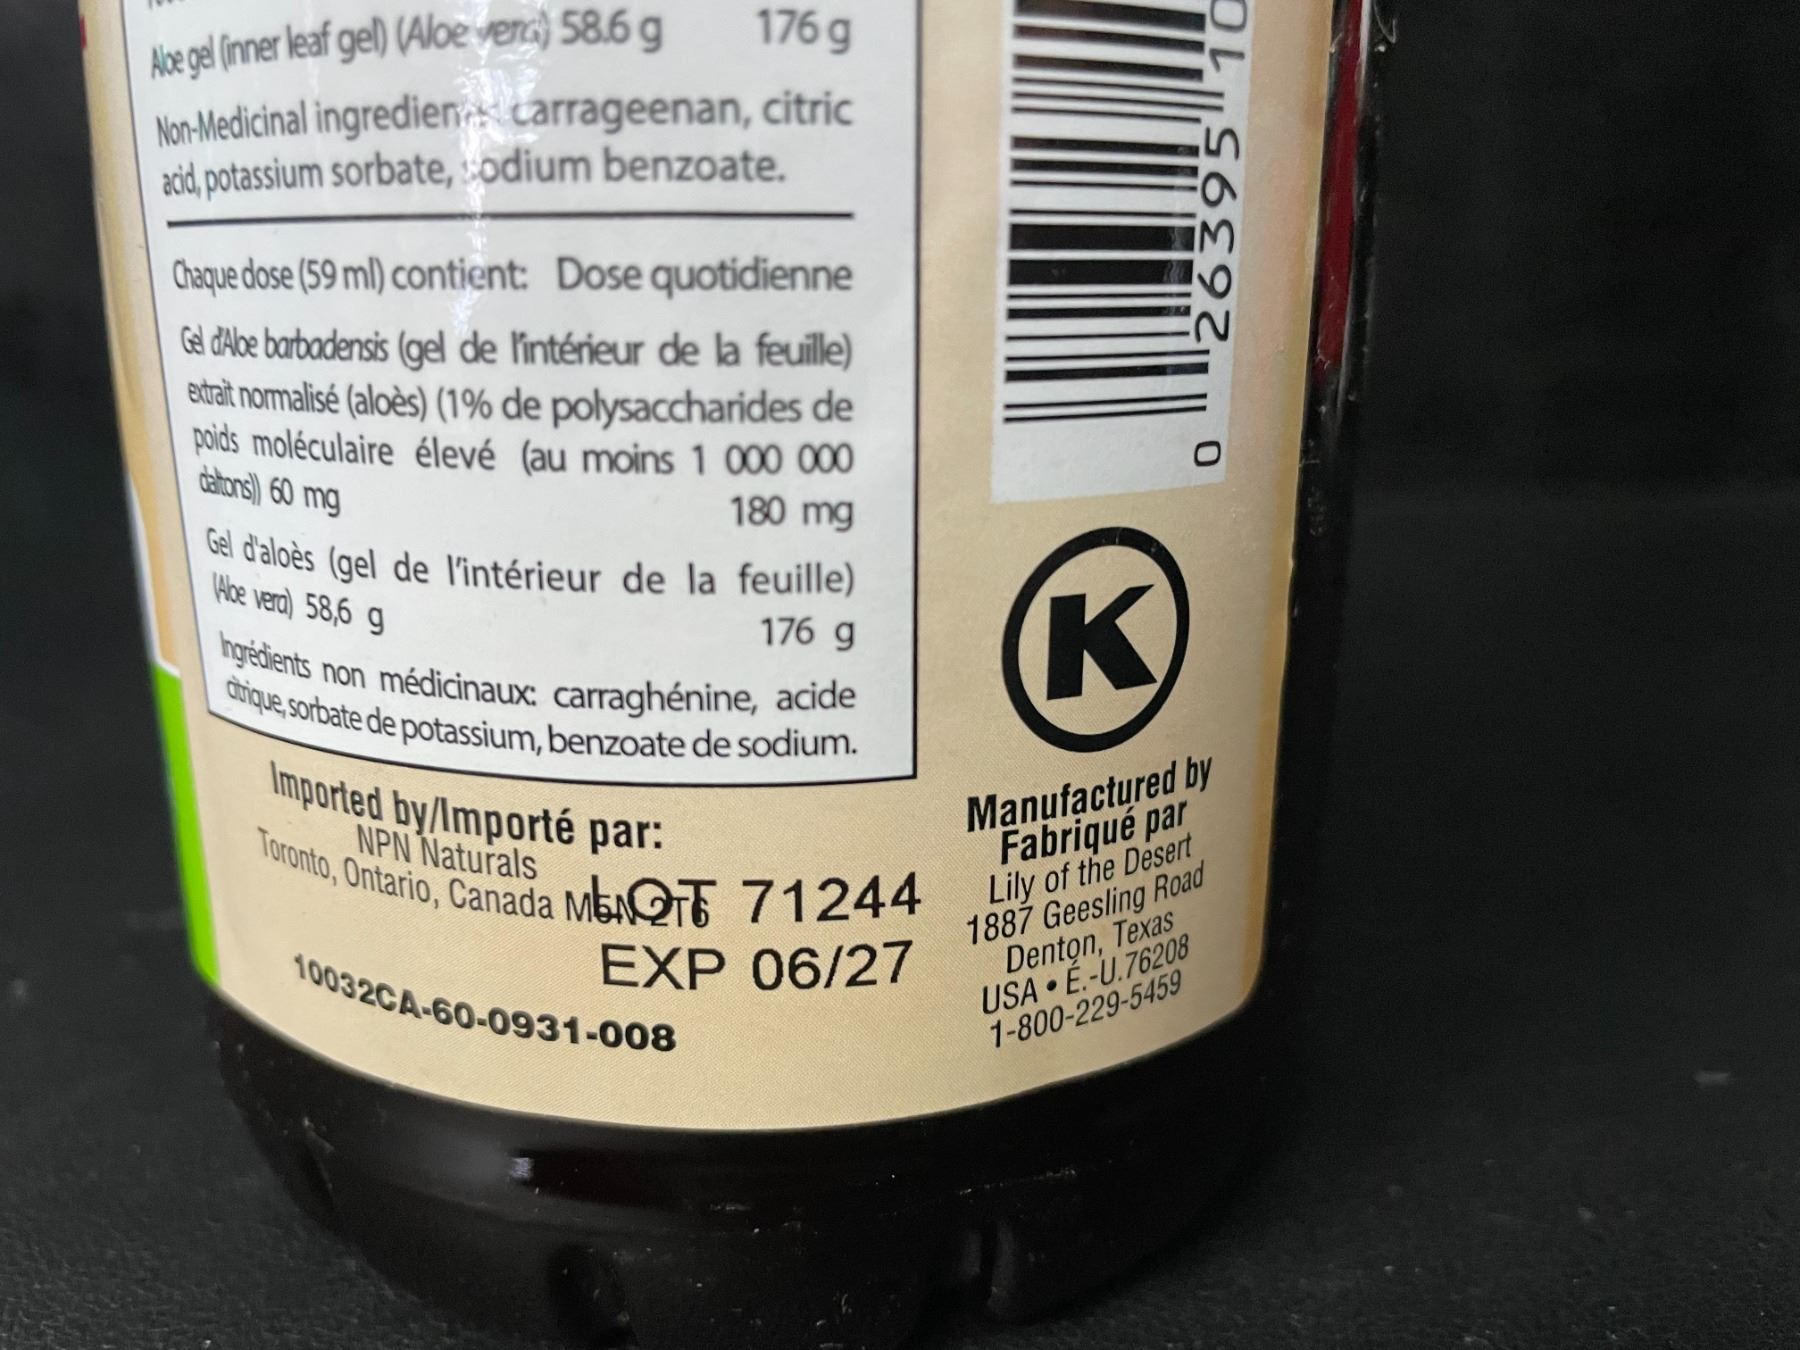 Aloe gel (inner leaf gel) (Aloe vera) 58.6 g 176 g
Non-Medicinal ingredients: carrageenan, citric
acid, potassium sorbate, sodium benzoate.
Chaque dose (59 ml) contient: Dose quotidienne
Gel d'Aloe barbadensis (gel de l'intérieur de la feuille)
extrait normalisé (aloès) (1% de polysaccharides de
poids moléculaire élevé (au moins 1 000 000
daltons)) 60 mg 180 mg
Gel d'aloès (gel de l'intérieur de la feuille)
(Aloe vera) 58,6 g 176 g
Ingrédients non médicinaux: carraghénine, acide
citrique, sorbate de potassium, benzoate de sodium.
Imported by/Importé par:
NPN Naturals
Toronto, Ontario, Canada M5N 2T6
LOT 71244
EXP 06/27
10032CA-60-0931-008
0 26395 10
K
Manufactured by
Fabriqué par
Lily of the Desert
1887 Geesling Road
Denton, Texas
USA • É.-U. 76208
1-800-229-5459